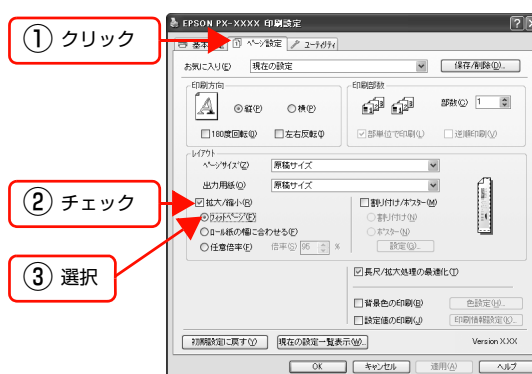 EPSON PX-XXXX 印刷設定
① クリック
ページ設定
ユーティリティ
お気に入り(E)
現在の設定
保存/削除(D)...
印刷方向
印刷部数
縦(P)
横(P)
部数(C)
1
180度回転(0)
左右反転(T)
部単位で印刷(L)
逆順印刷(V)
レイアウト
ページサイズ(Z)
原稿サイズ
出力用紙(O)
原稿サイズ
② チェック
拡大/縮小(R)
割り付け/ポスター(M)
フィットページ(E)
割り付け(N)
ロール紙の幅に合わせる(F)
ポスター(N)
③ 選択
任意倍率(F)
倍率(S)
95
%
設定(Q)...
長尺/拡大処理の最適化(T)
背景色の印刷(B)
色設定(H)...
設定値の印刷(J)
印刷情報設定(K)...
初期設定に戻す(Y)
現在の設定一覧表示(W)...
Version X.XX
OK
キャンセル
適用(A)
ヘルプ